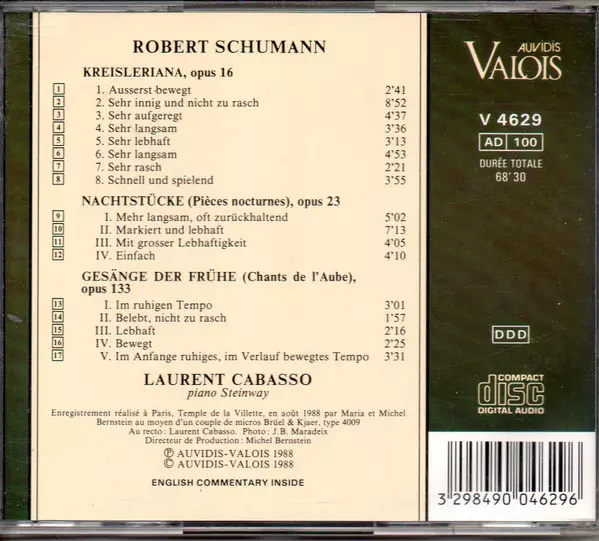 ROBERT SCHUMANN
KREISLERIANA, opus 16
1 1. Ausserst bewegt 2'41
2 2. Sehr innig und nicht zu rasch 8'52
3 3. Sehr aufgeregt 4'37
4 4. Sehr langsam 3'36
5 5. Sehr lebhaft 3'13
6 6. Sehr langsam 4'53
7 7. Sehr rasch 2'21
8 8. Schnell und spielend 3'55
NACHTSTÜCKE (Pièces nocturnes), opus 23
9 I. Mehr langsam, oft zurückhaltend 5'02
10 II. Markiert und lebhaft 7'13
11 III. Mit grosser Lebhaftigkeit 4'05
12 IV. Einfach 4'10
GESÄNGE DER FRÜHE (Chants de l'Aube),
opus 133
13 I. Im ruhigen Tempo 3'01
14 II. Belebt, nicht zu rasch 1'57
15 III. Lebhaft 2'16
16 IV. Bewegt 2'25
17 V. Im Anfange ruhiges, im Verlauf bewegtes Tempo 3'31
LAURENT CABASSO
piano Steinway
Enregistrement réalisé à Paris, Temple de la Villette, en août 1988 par Maria et Michel
Bernstein au moyen d'un couple de micros Brüel & Kjaer, type 4009
Au recto : Laurent Cabasso. Photo : J.B. Maradeix
Directeur de Production : Michel Bernstein
℗ AUVIDIS-VALOIS 1988
© AUVIDIS-VALOIS 1988
ENGLISH COMMENTARY INSIDE
AUVIDIS
VALOIS
V 4629
AD 100
DURÉE TOTALE
68'30
DDD
COMPACT
disc
DIGITAL AUDIO
3 298490 046296